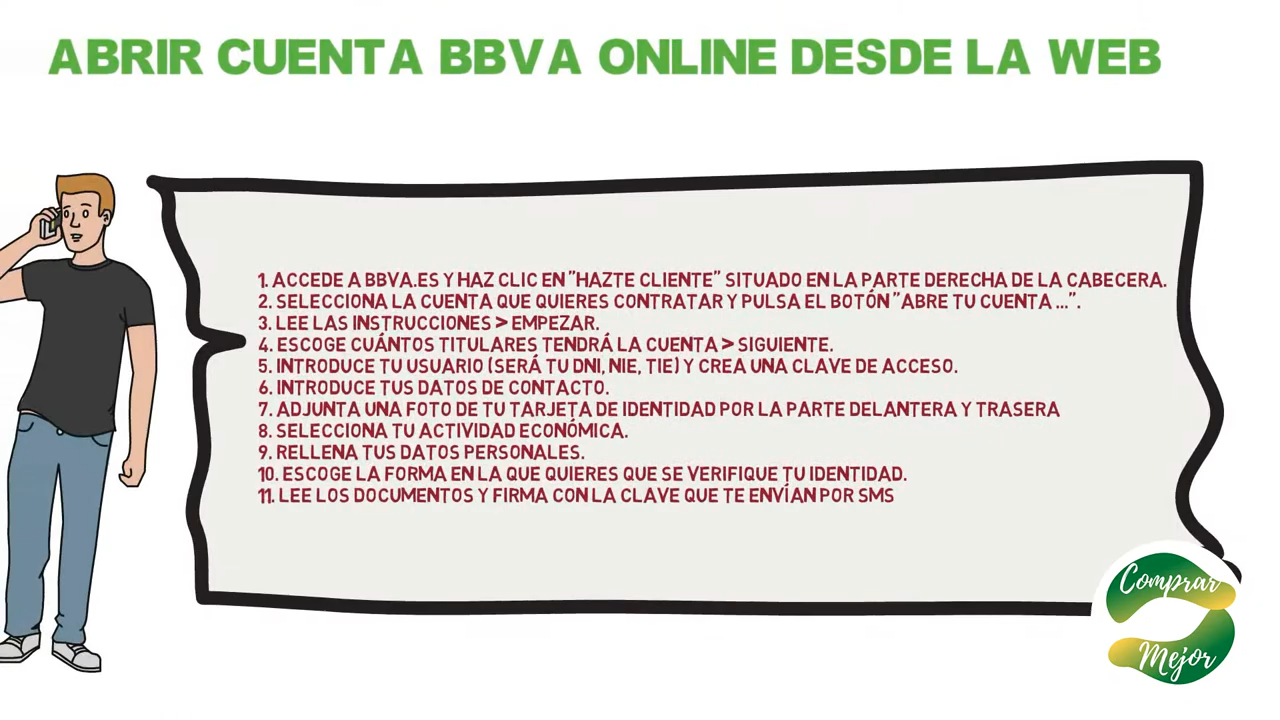 ABRIR CUENTA BBVA ONLINE DESDE LA WEB
1. ACCEDE A BBVA.ES Y HAZ CLIC EN "HAZTE CLIENTE" SITUADO EN LA PARTE DERECHA DE LA CABECERA.
2. SELECCIONA LA CUENTA QUE QUIERES CONTRATAR Y PULSA EL BOTÓN "ABRE TU CUENTA ...".
3. LEE LAS INSTRUCCIONES > EMPEZAR.
4. ESCOGE CUÁNTOS TITULARES TENDRÁ LA CUENTA > SIGUIENTE.
5. INTRODUCE TU USUARIO (SERÁ TU DNI, NIE, TIE) Y CREA UNA CLAVE DE ACCESO.
6. INTRODUCE TUS DATOS DE CONTACTO.
7. ADJUNTA UNA FOTO DE TU TARJETA DE IDENTIDAD POR LA PARTE DELANTERA Y TRASERA
8. SELECCIONA TU ACTIVIDAD ECONÓMICA.
9. RELLENA TUS DATOS PERSONALES.
10. ESCOGE LA FORMA EN LA QUE QUIERES QUE SE VERIFIQUE TU IDENTIDAD.
11. LEE LOS DOCUMENTOS Y FIRMA CON LA CLAVE QUE TE ENVÍAN POR SMS
Comprar
Mejor